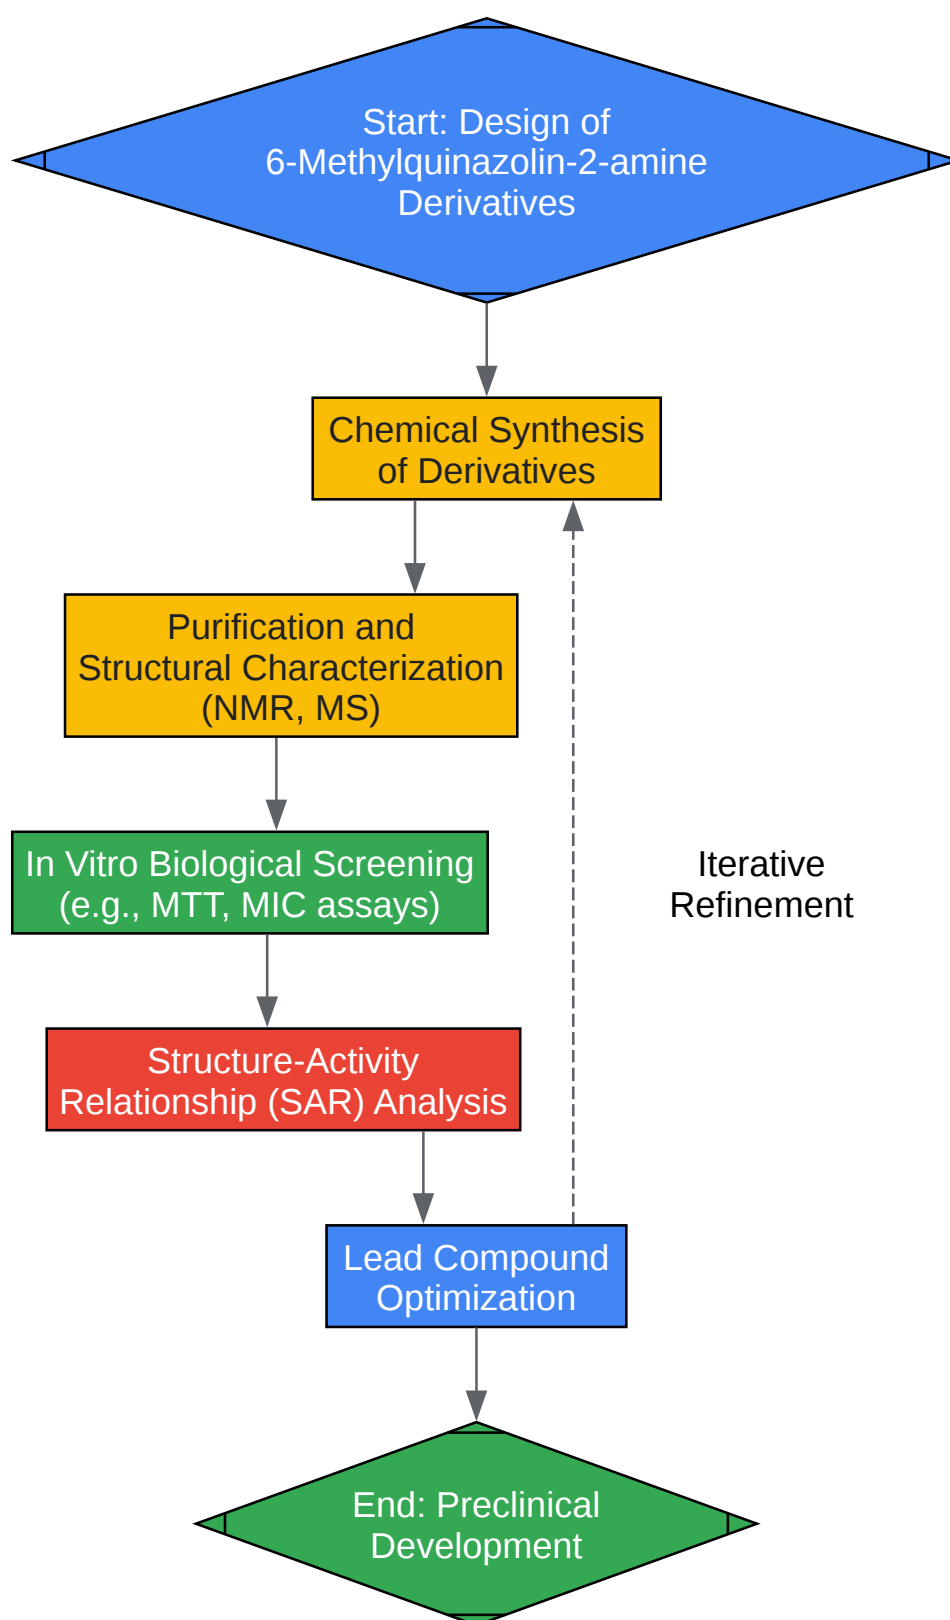 Start: Design of
6-Methylquinazolin-2-amine
Derivatives
Chemical Synthesis
of Derivatives
Purification and
Structural Characterization
(NMR, MS)
In Vitro Biological Screening
(e.g., MTT, MIC assays)
Iterative
Refinement
Structure-Activity
Relationship (SAR) Analysis
Lead Compound
Optimization
End: Preclinical
Development